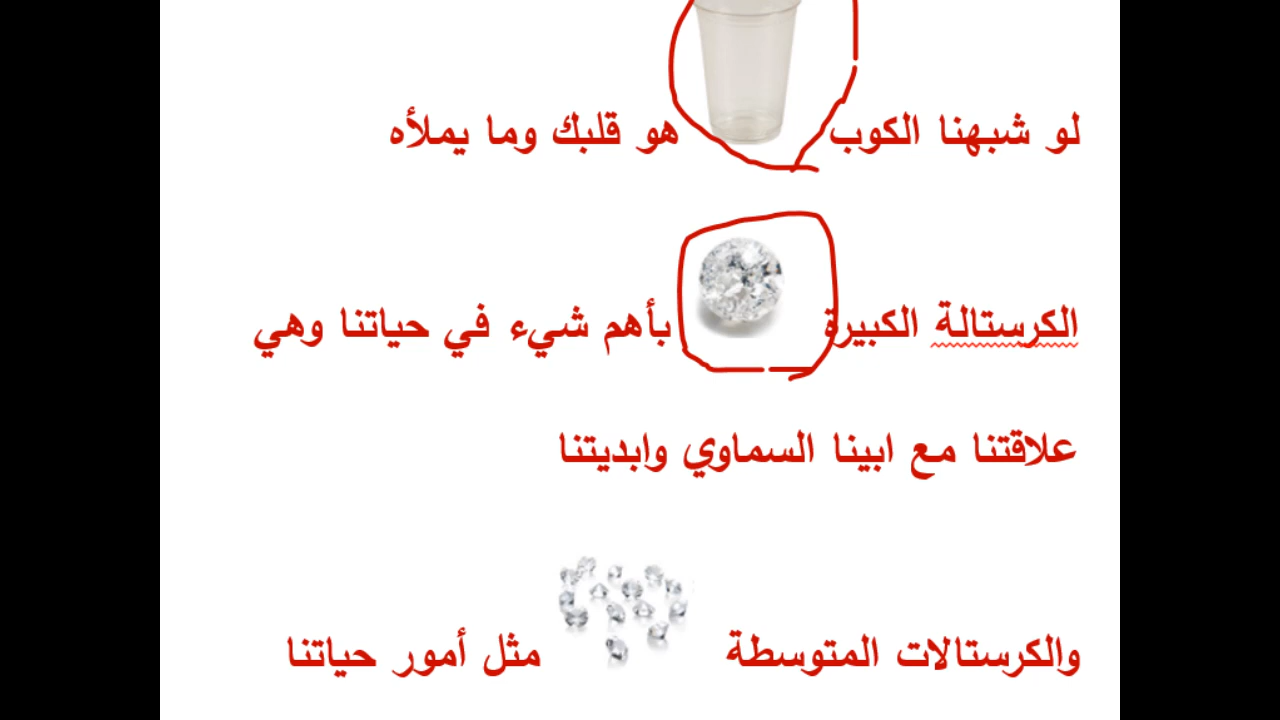 لو شبهنا الكوب هو قلبك وما يملأه
الكرستالة الكبيرة بأهم شيء في حياتنا وهي
علاقتنا مع ابينا السماوي وابديتنا
والكرستالات المتوسطة مثل أمور حياتنا